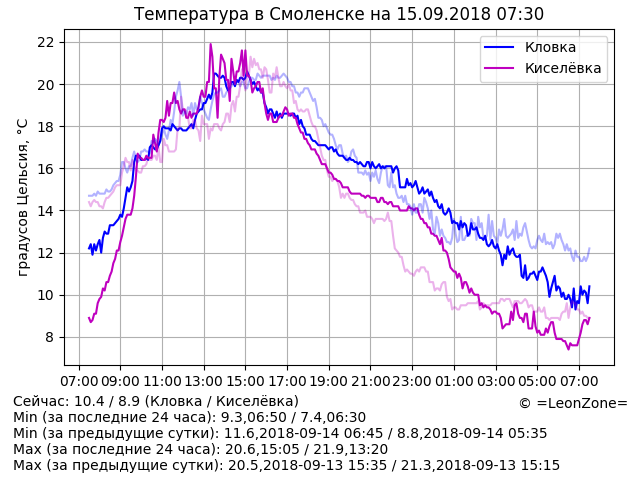 Температура в Смоленске на 15.09.2018 07:30
Кловка
Киселёвка
градусов Цельсия, °C
22
20
18
16
14
12
10
8
07:00 09:00 11:00 13:00 15:00 17:00 19:00 21:00 23:00 01:00 03:00 05:00 07:00
Сейчас: 10.4 / 8.9 (Кловка / Киселёвка)
© =LeonZone=
Min (за последние 24 часа): 9.3,06:50 / 7.4,06:30
Min (за предыдущие сутки): 11.6,2018-09-14 06:45 / 8.8,2018-09-14 05:35
Max (за последние 24 часа): 20.6,15:05 / 21.9,13:20
Max (за предыдущие сутки): 20.5,2018-09-13 15:35 / 21.3,2018-09-13 15:15